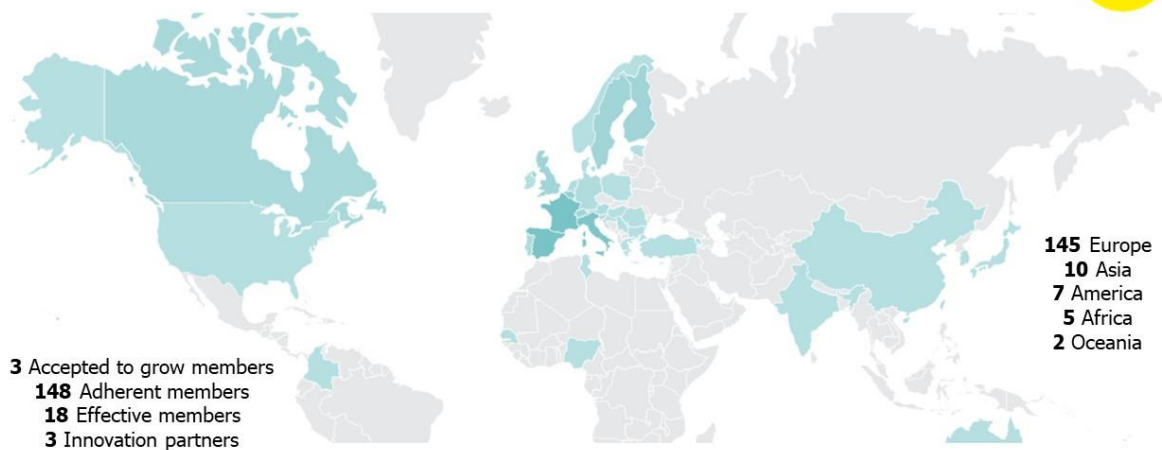 145 Europe
10 Asia
7 America
5 Africa
2 Oceania
3 Accepted to grow members
148 Adherent members
18 Effective members
3 Innovation partners